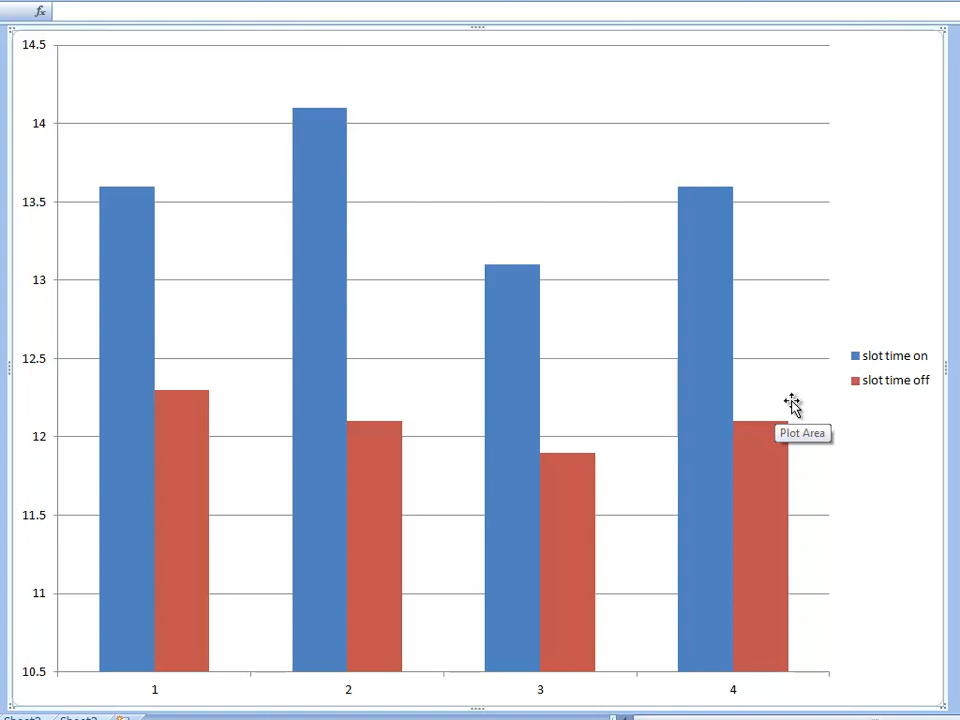 fx
14.5
14
13.5
13
12.5
12
11.5
11
10.5
1 2 3 4
slot time on
slot time off
Plot Area